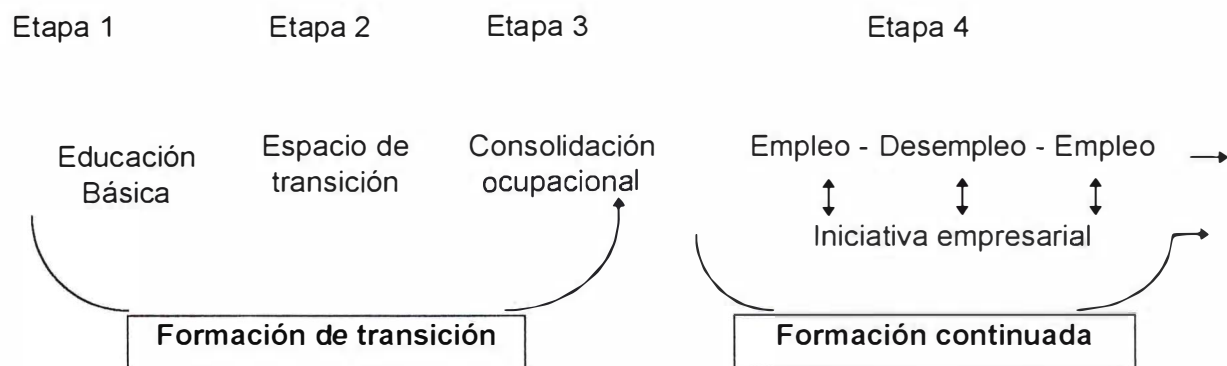 Etapa 1 Etapa 2 Etapa 3 Etapa 4
Educación
Básica
Espacio de
transición
Consolidación
ocupacional
Empleo - Desempleo - Empleo
Iniciativa empresarial
Formación de transición
Formación continuada